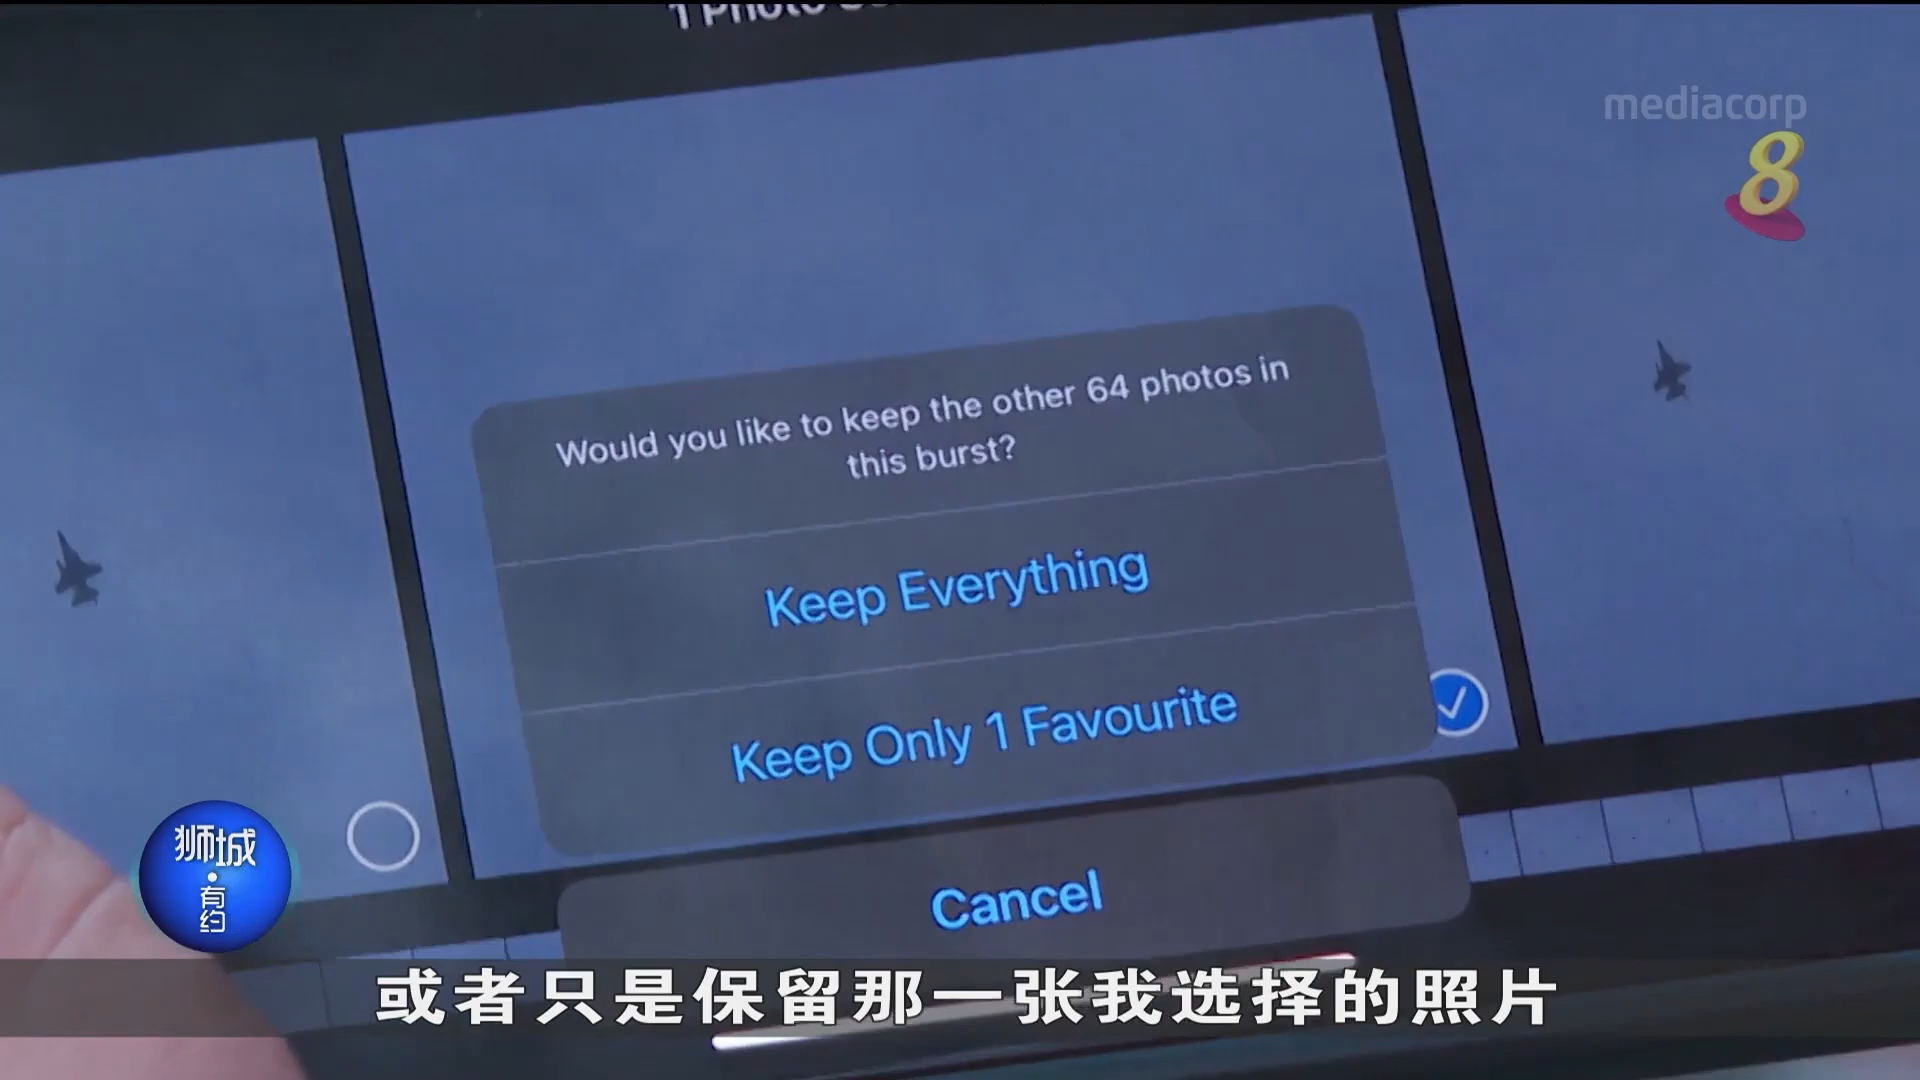 1 Photo
mediacorp
8
Would you like to keep the other 64 photos in
this burst?
Keep Everything
Keep Only 1 Favourite
Cancel
狮城
有约
或者只是保留那一张我选择的照片